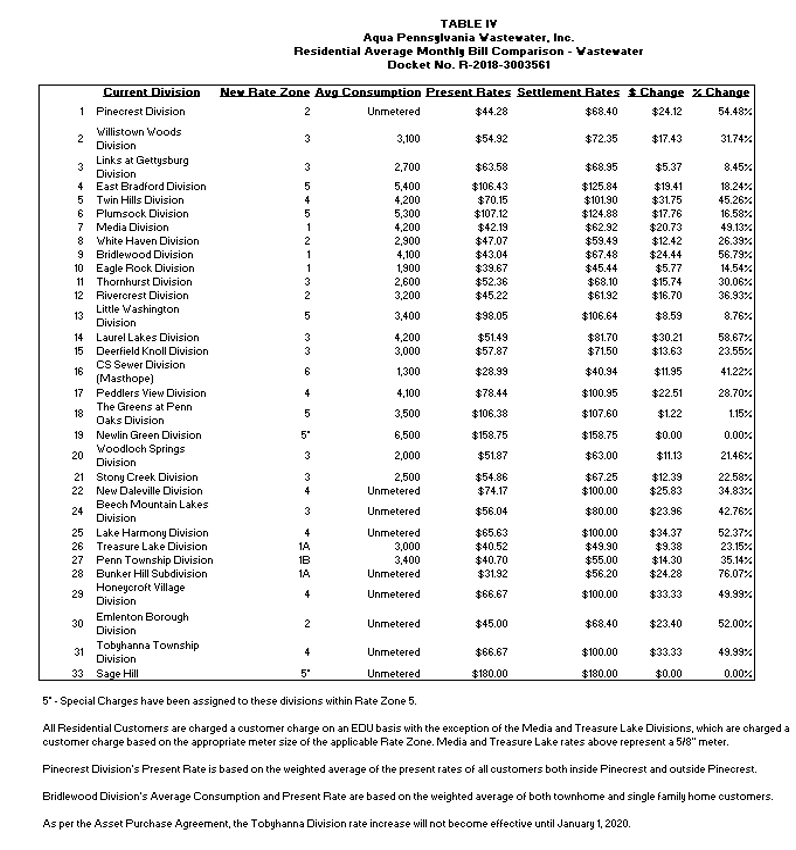 TABLE IV
Aqua Pennsylvania Wastewater, Inc.
Residential Average Monthly Bill Comparison - Wastewater
Docket No. R-2018-3003561
Current Division New Rate Zone Avg Consumption Present Rates Settlement Rates $ Change % Change
1 Pinecrest Division 2 Unmetered $44.28 $68.40 $24.12 54.48%
2 Willistown Woods Division 3 3,100 $54.92 $72.35 $17.43 31.74%
3 Links at Gettysburg Division 3 2,700 $63.58 $68.95 $5.37 8.45%
4 East Bradford Division 5 5,400 $106.43 $125.84 $19.41 18.24%
5 Twin Hills Division 4 4,200 $70.15 $101.90 $31.75 45.26%
6 Plumsock Division 5 5,300 $107.12 $124.88 $17.76 16.58%
7 Media Division 1 4,200 $42.19 $62.92 $20.73 49.13%
8 White Haven Division 2 2,900 $47.07 $59.49 $12.42 26.39%
9 Bridlewood Division 1 4,100 $43.04 $67.48 $24.44 56.79%
10 Eagle Rock Division 1 1,900 $39.67 $45.44 $5.77 14.54%
11 Thornhurst Division 3 2,600 $52.36 $68.10 $15.74 30.06%
12 Rivercrest Division 2 3,200 $45.22 $61.92 $16.70 36.93%
13 Little Washington Division 5 3,400 $98.05 $106.64 $8.59 8.76%
14 Laurel Lakes Division 3 4,200 $51.49 $81.70 $30.21 58.67%
15 Deerfield Knoll Division 3 3,000 $57.87 $71.50 $13.63 23.55%
16 CS Sewer Division (Masthope) 6 1,300 $28.99 $40.94 $11.95 41.22%
17 Peddlers View Division 4 4,100 $78.44 $100.95 $22.51 28.70%
18 The Greens at Penn Oaks Division 5 3,500 $106.38 $107.60 $1.22 1.15%
19 Newlin Green Division 5* 6,500 $158.75 $158.75 $0.00 0.00%
20 Woodloch Springs Division 3 2,000 $51.87 $63.00 $11.13 21.46%
21 Stony Creek Division 3 2,500 $54.86 $67.25 $12.39 22.58%
22 New Daleville Division 4 Unmetered $74.17 $100.00 $25.83 34.83%
24 Beech Mountain Lakes Division 3 Unmetered $56.04 $80.00 $23.96 42.76%
25 Lake Harmony Division 4 Unmetered $65.63 $100.00 $34.37 52.37%
26 Treasure Lake Division 1A 3,000 $40.52 $49.90 $9.38 23.15%
27 Penn Township Division 1B 3,400 $40.70 $55.00 $14.30 35.14%
28 Bunker Hill Subdivision 1A Unmetered $31.92 $56.20 $24.28 76.07%
29 Honeycroft Village Division 4 Unmetered $66.67 $100.00 $33.33 49.99%
30 Emlenton Borough Division 2 Unmetered $45.00 $68.40 $23.40 52.00%
31 Tobyhanna Township Division 4 Unmetered $66.67 $100.00 $33.33 49.99%
33 Sage Hill 5* Unmetered $180.00 $180.00 $0.00 0.00%
5* - Special Charges have been assigned to these divisions within Rate Zone 5.
All Residential Customers are charged a customer charge on an EDU basis with the exception of the Media and Treasure Lake Divisions, which are charged a
customer charge based on the appropriate meter size of the applicable Rate Zone. Media and Treasure Lake rates above represent a 5/8" meter.
Pinecrest Division's Present Rate is based on the weighted average of the present rates of all customers both inside Pinecrest and outside Pinecrest.
Bridlewood Division's Average Consumption and Present Rate are based on the weighted average of both townhome and single family home customers.
As per the Asset Purchase Agreement, the Tobyhanna Division rate increase will not become effective until January 1, 2020.